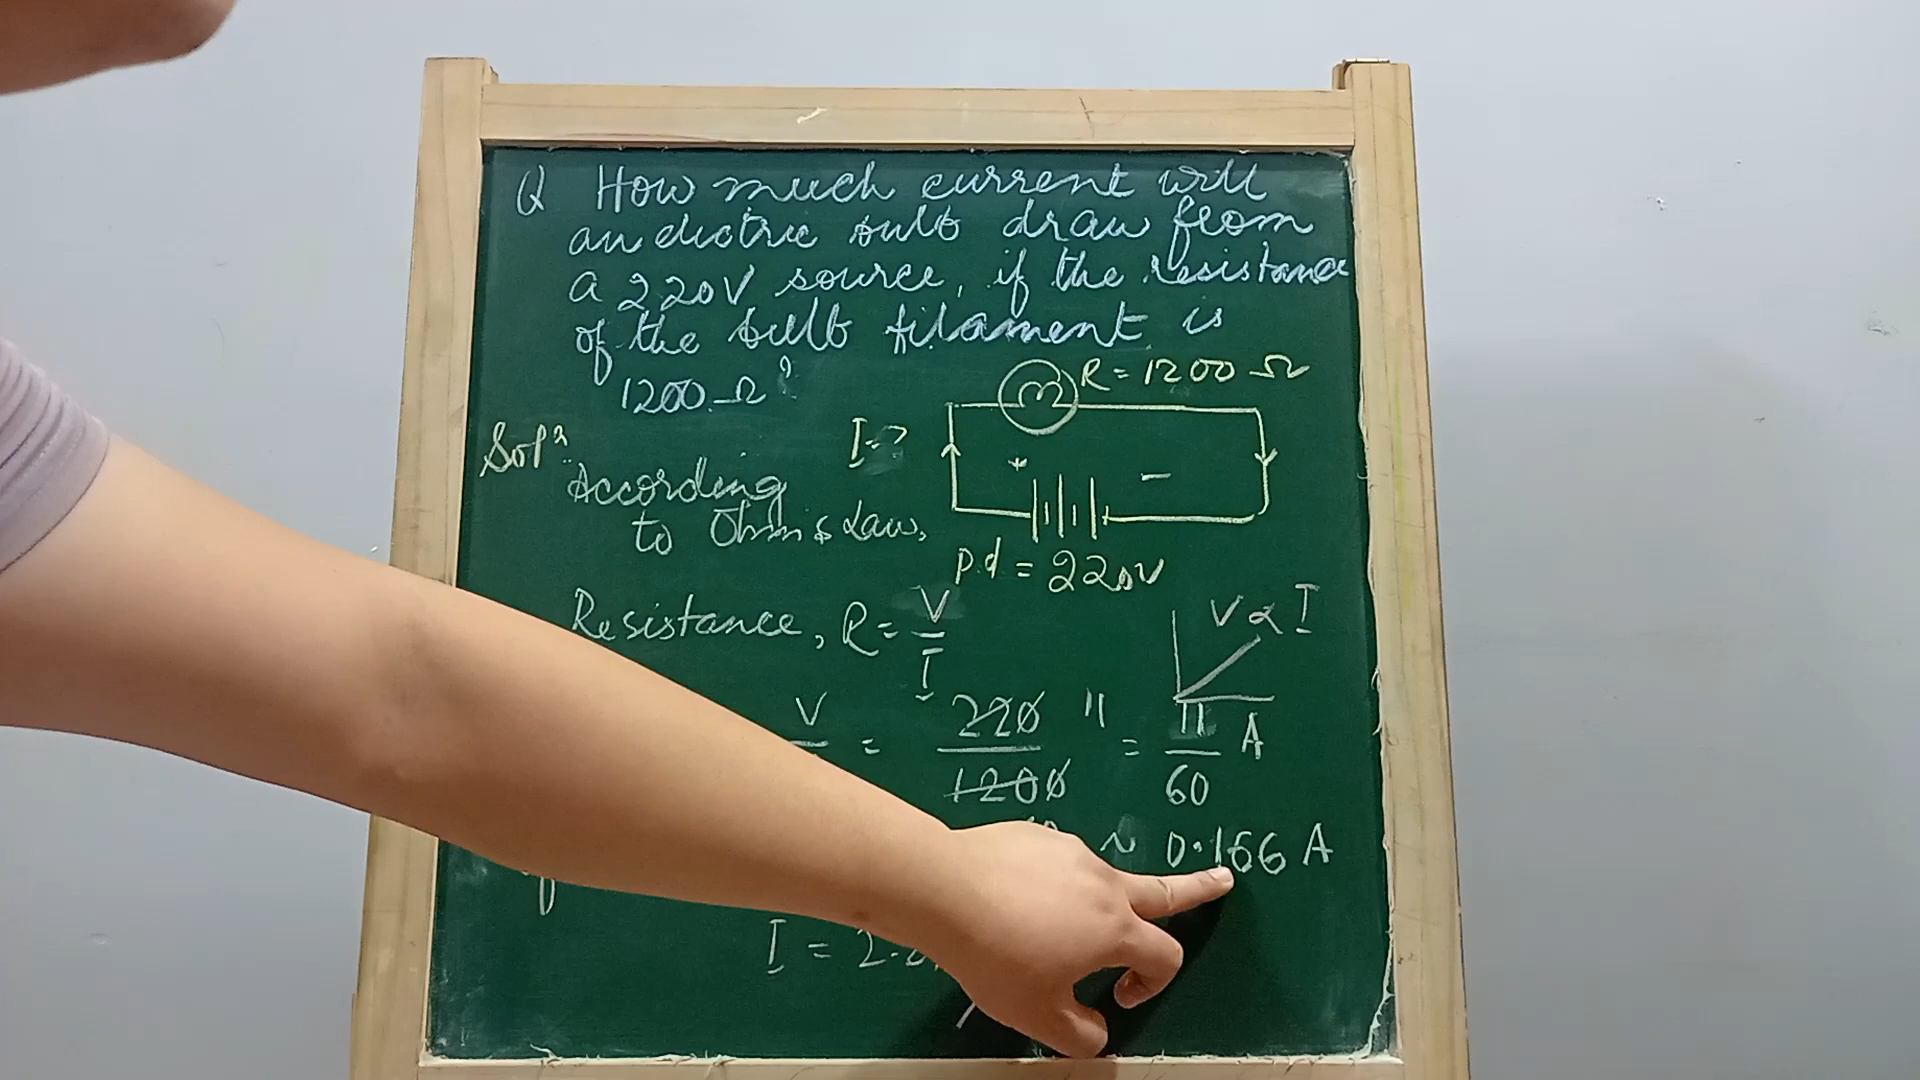 Q How much current will
an electric bulb draw from
a 220V source, if the resistance
of the bulb filament is
1200 Ω?
R = 1200 Ω
I = ?
+ −
p.d = 220V
Soln:
According
to Ohm's Law,
Resistance, R = V/I
V ∝ I
V = 220/1200 11 = 11/60 A
≈ 0.166 A
I = 2.